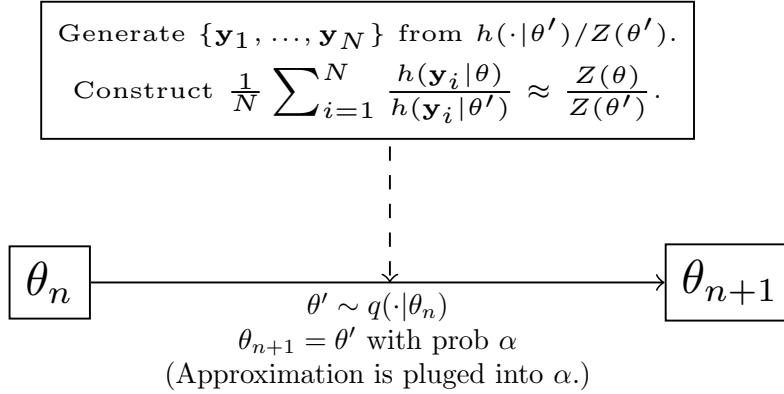 Generate {y₁, ..., y_N} from h(·|θ′)/Z(θ′).
Construct 1/N ∑_{i=1}^{N} h(y_i|θ)/h(y_i|θ′) ≈ Z(θ)/Z(θ′).
θ_n
θ_{n+1}
θ′ ∼ q(·|θ_n)
θ_{n+1} = θ′ with prob α
(Approximation is pluged into α.)